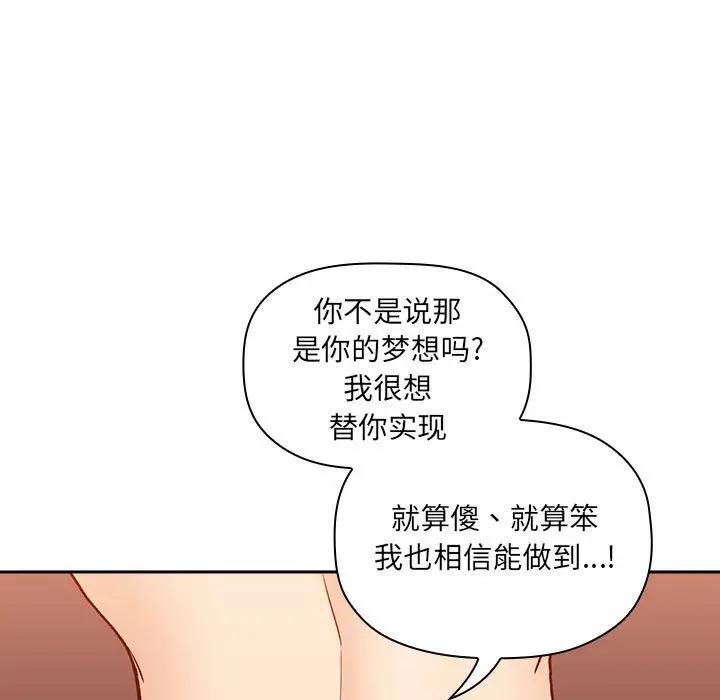 你不是说那
是你的梦想吗?
我很想
替你实现
就算傻、就算笨
我也相信能做到...!